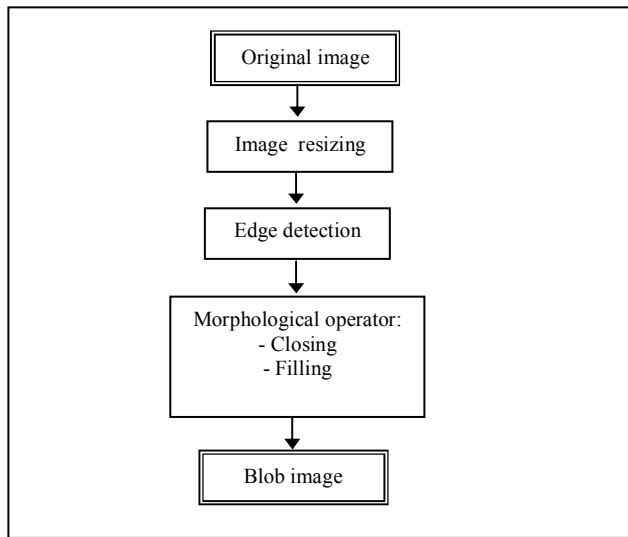 Original image
Image resizing
Edge detection
Morphological operator:
- Closing
- Filling
Blob image